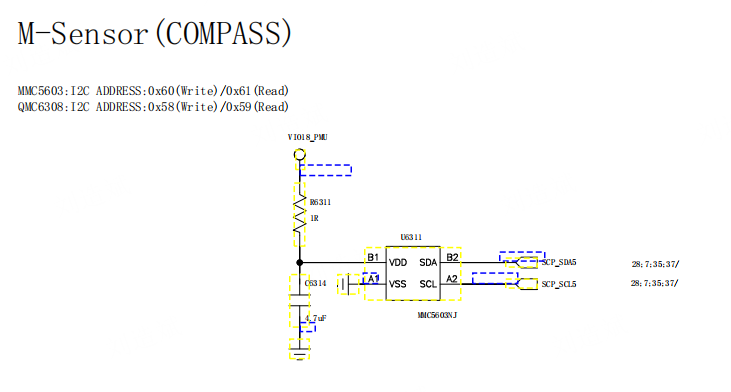 M-Sensor(COMPASS)
MMC5603:I2C ADDRESS:0x60(Write)/0x61(Read)
QMC6308:I2C ADDRESS:0x58(Write)/0x59(Read)
VIO18_PMU
R6311
1R
U6311
B1 VDD SDA B2 SCP_SDA5 28;7;35;37/
C6314 A1 VSS SCL A2 SCP_SCL5 28;7;35;37/
4.7uF MMC5603NJ